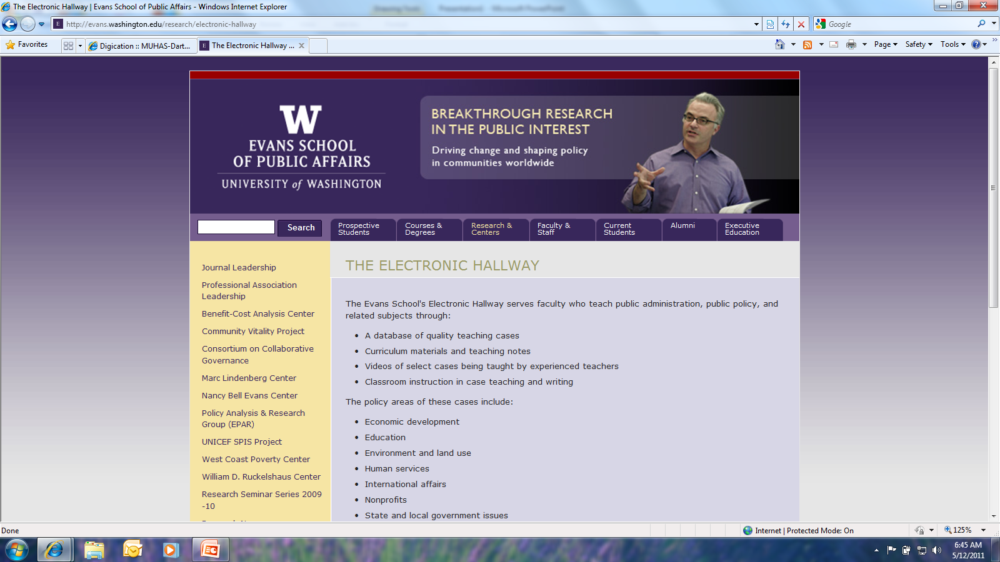 The Electronic Hallway | Evans School of Public Affairs - Windows Internet Explorer
http://evans.washington.edu/research/electronic-hallway
Google
Favorites
Digication :: MUHAS-Dart...
The Electronic Hallway ...
Page
Safety
Tools
W
EVANS SCHOOL
OF PUBLIC AFFAIRS
UNIVERSITY of WASHINGTON
BREAKTHROUGH RESEARCH
IN THE PUBLIC INTEREST
Driving change and shaping policy
in communities worldwide
Search
Prospective
Students
Courses &
Degrees
Research &
Centers
Faculty &
Staff
Current
Students
Alumni
Executive
Education
Journal Leadership
Professional Association
Leadership
Benefit-Cost Analysis Center
Community Vitality Project
Consortium on Collaborative
Governance
Marc Lindenberg Center
Nancy Bell Evans Center
Policy Analysis & Research
Group (EPAR)
UNICEF SPIS Project
West Coast Poverty Center
William D. Ruckelshaus Center
Research Seminar Series 2009
-10
THE ELECTRONIC HALLWAY
The Evans School's Electronic Hallway serves faculty who teach public administration, public policy, and
related subjects through:
• A database of quality teaching cases
• Curriculum materials and teaching notes
• Videos of select cases being taught by experienced teachers
• Classroom instruction in case teaching and writing
The policy areas of these cases include:
• Economic development
• Education
• Environment and land use
• Human services
• International affairs
• Nonprofits
• State and local government issues
Done
Internet | Protected Mode: On
125%
6:45 AM
5/12/2011